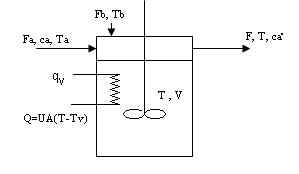 Fb, Tb
Fa, ca, Ta
F, T, ca'
qv
T , V
Q=UA(T-Tv)